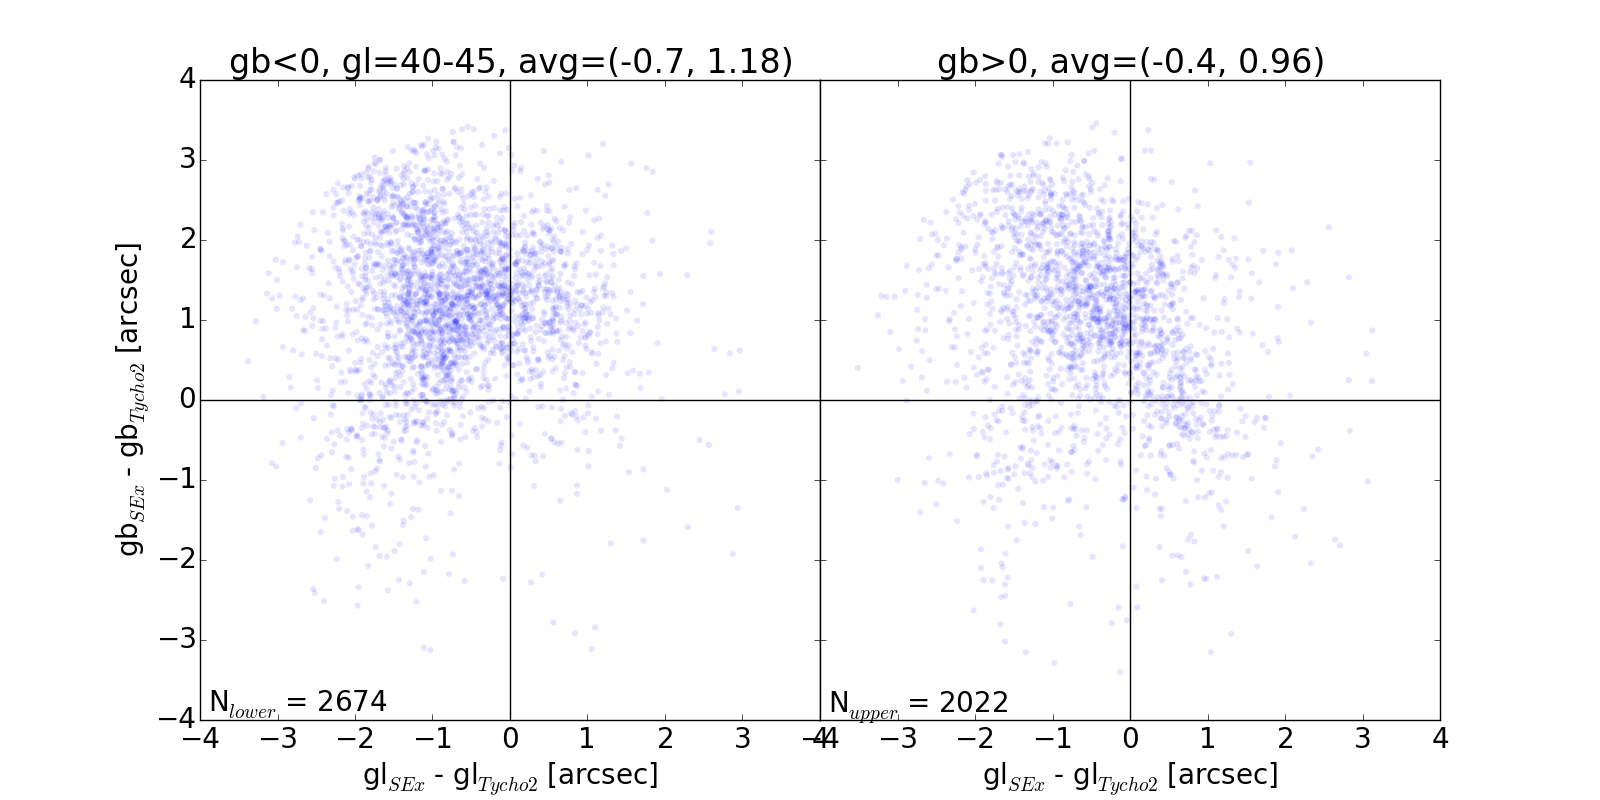 gb<0, gl=40-45, avg=(-0.7, 1.18)
gb>0, avg=(-0.4, 0.96)
4
3
2
1
0
−1
−2
−3
−4
gb_SEx - gb_Tycho2 [arcsec]
N_lower = 2674
N_upper = 2022
−4 −3 −2 −1 0 1 2 3 4
−4 −3 −2 −1 0 1 2 3 4
gl_SEx - gl_Tycho2 [arcsec]
gl_SEx - gl_Tycho2 [arcsec]